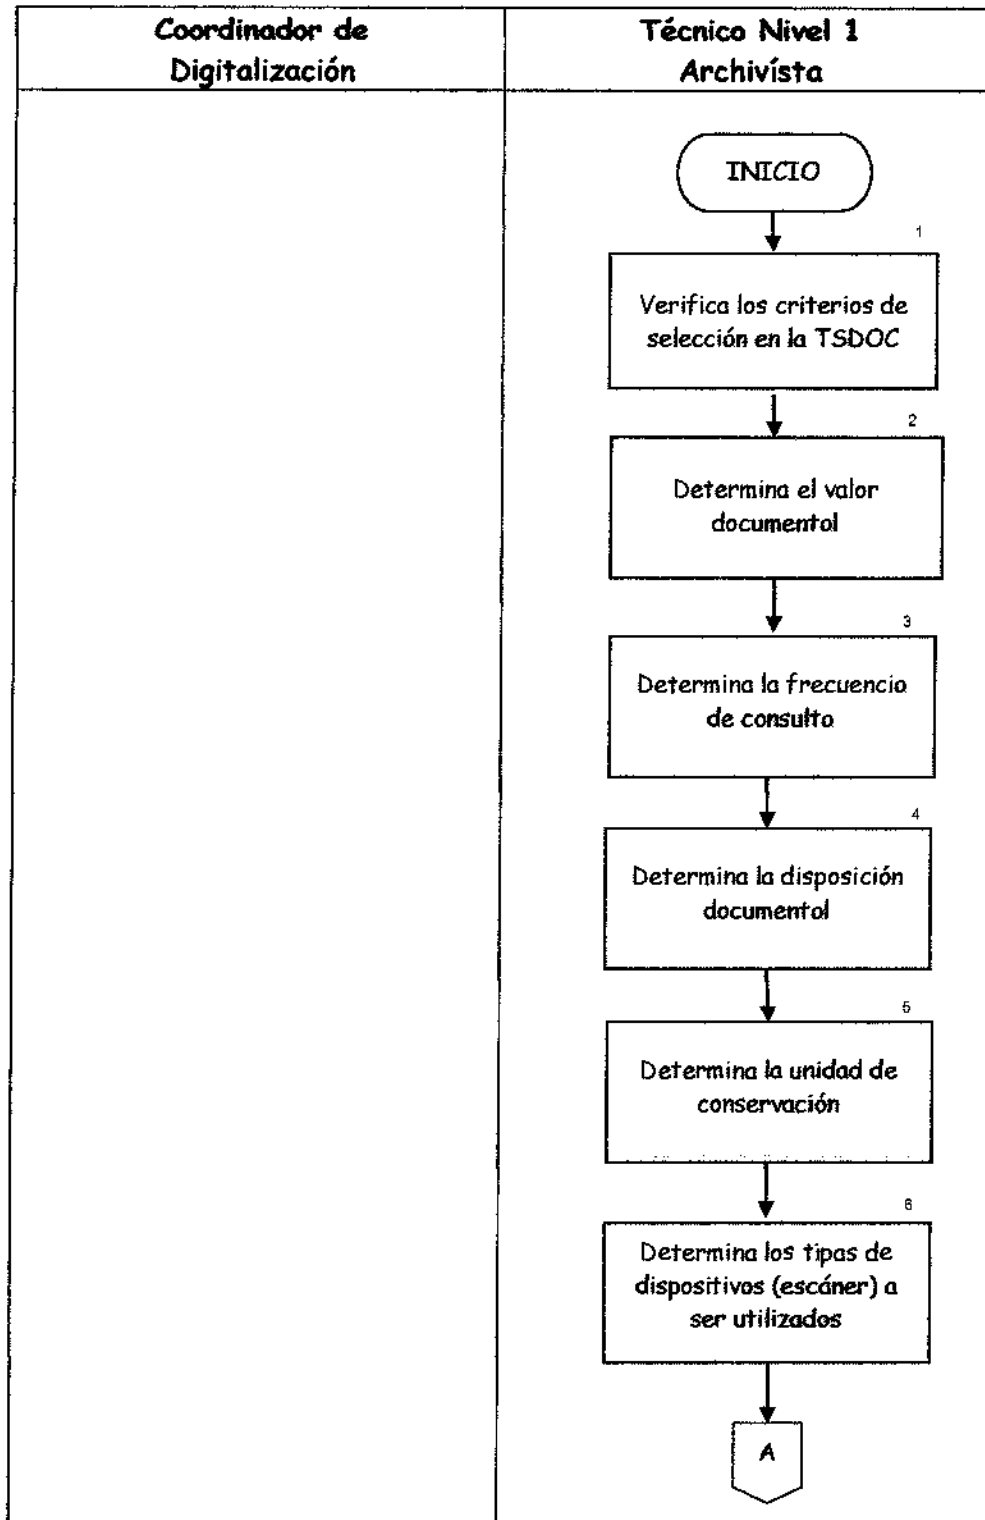 Coordinador de
Digitalización
Técnico Nivel 1
Archivísta
INICIO
1
Verifica los criterios de
selección en la TSDOC
2
Determina el valor
documentol
3
Determina la frecuencio
de consulto
4
Determina la disposición
documentol
5
Determina la unidad de
conservación
6
Determina los tipas de
dispositivos (escáner) a
ser utilizados
A